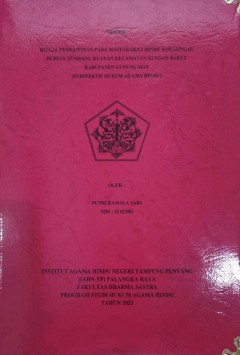 SKRIPSI
RITUAL PERKAWINAN PADA MASYARAKAT HINDU KAHARINGAN
DI DESA TUMBANG KUAYAN KECAMATAN
KABUPATEN GUNUNG MAS
(PERSPEKTIF HUKUM AGAMA HINDU)
OLEH :
PUTRI KAMALA SARI
NIM :
INSTITUT AGAMA HINDU NEGERI TAMPUNG PENYANG
(IAHN-TP) PALANGKA RAYA
FAKULTAS DHARMA SASTRA
PROGRAM STUDI HUKUM AGAMA HINDU
TAHUN 2022